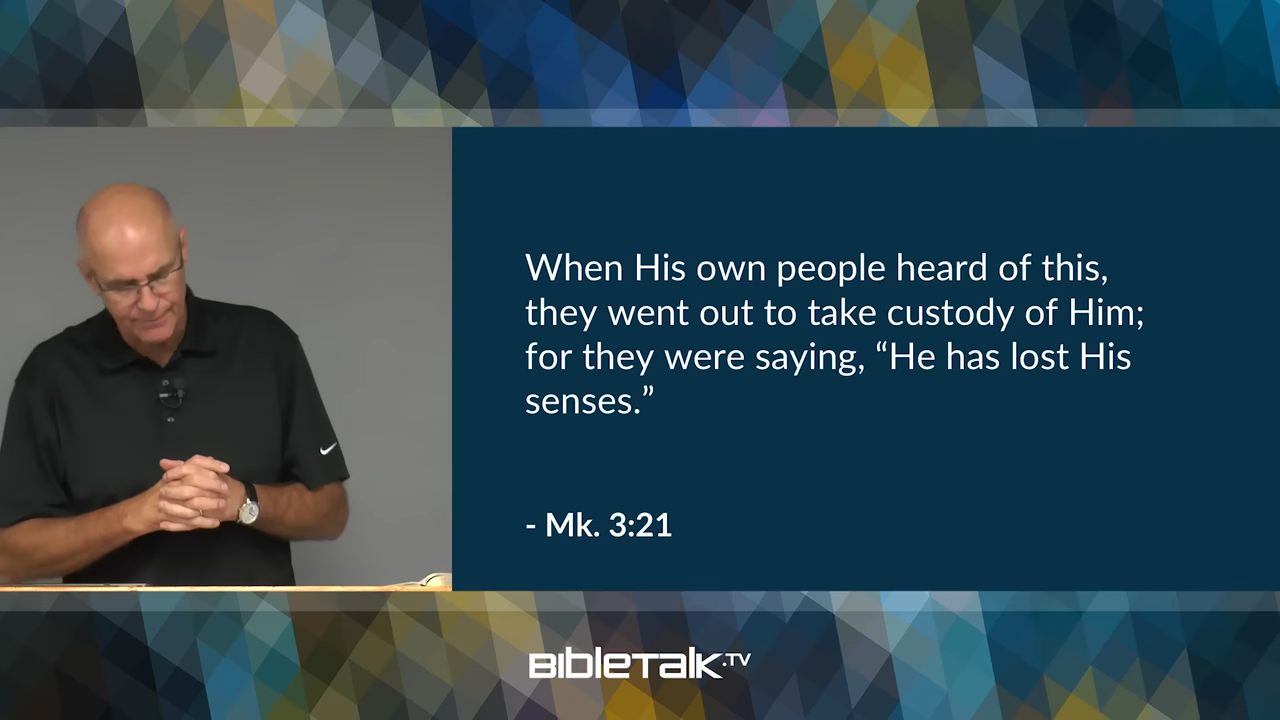 When His own people heard of this,
they went out to take custody of Him;
for they were saying, “He has lost His
senses.”
- Mk. 3:21
BibleTalk.TV